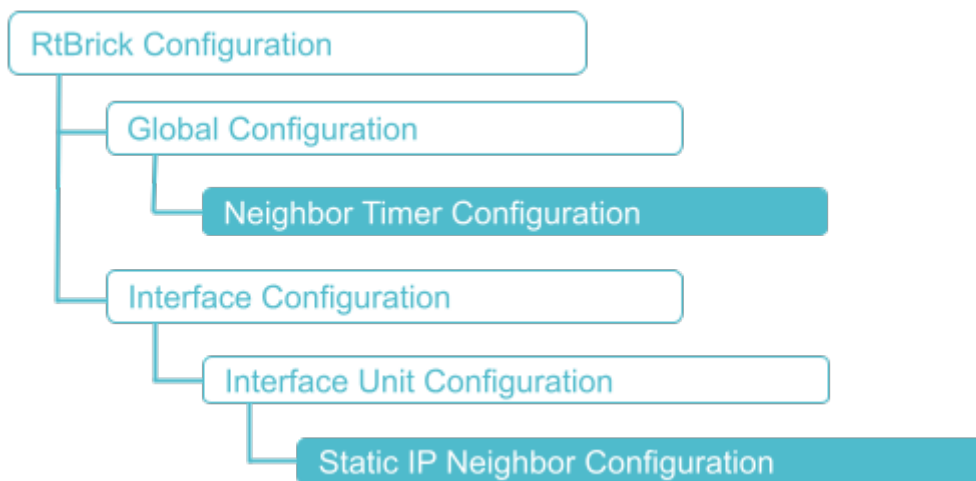 RtBrick Configuration
Global Configuration
Neighbor Timer Configuration
Interface Configuration
Interface Unit Configuration
Static IP Neighbor Configuration